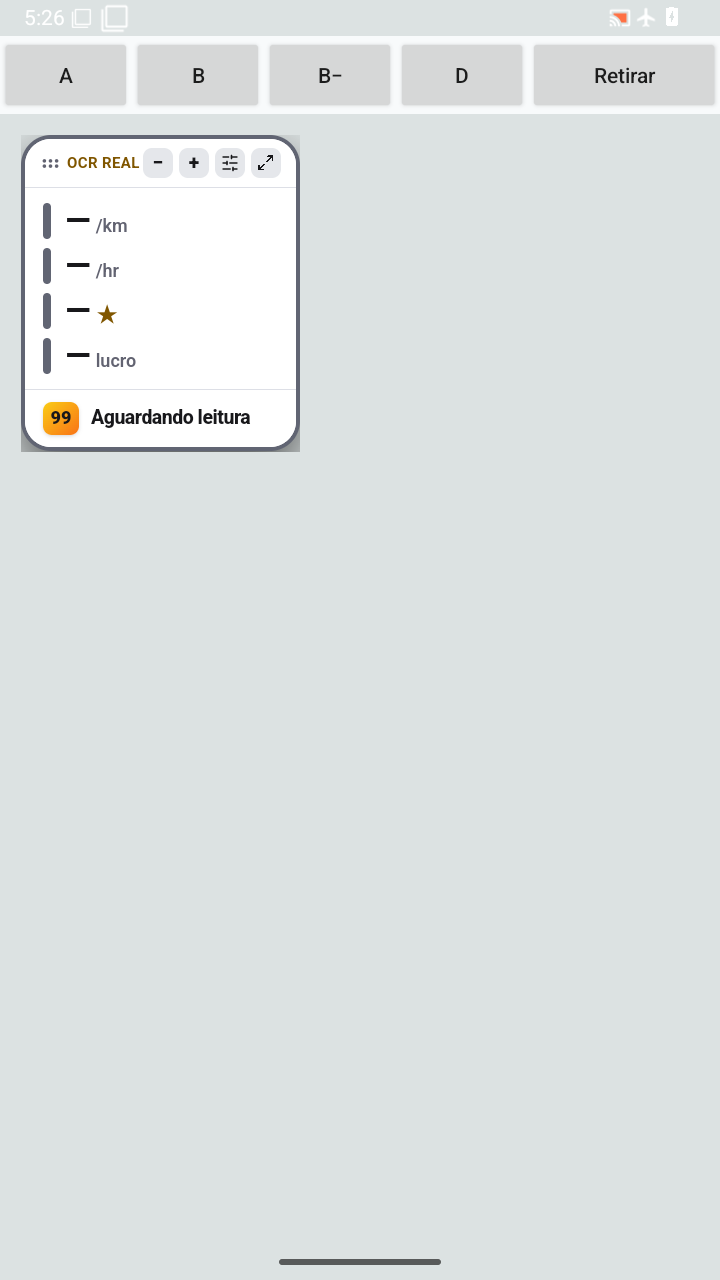 5:26
A B B− D Retirar
OCR REAL − +
— /km
— /hr
— ★
— lucro
99 Aguardando leitura